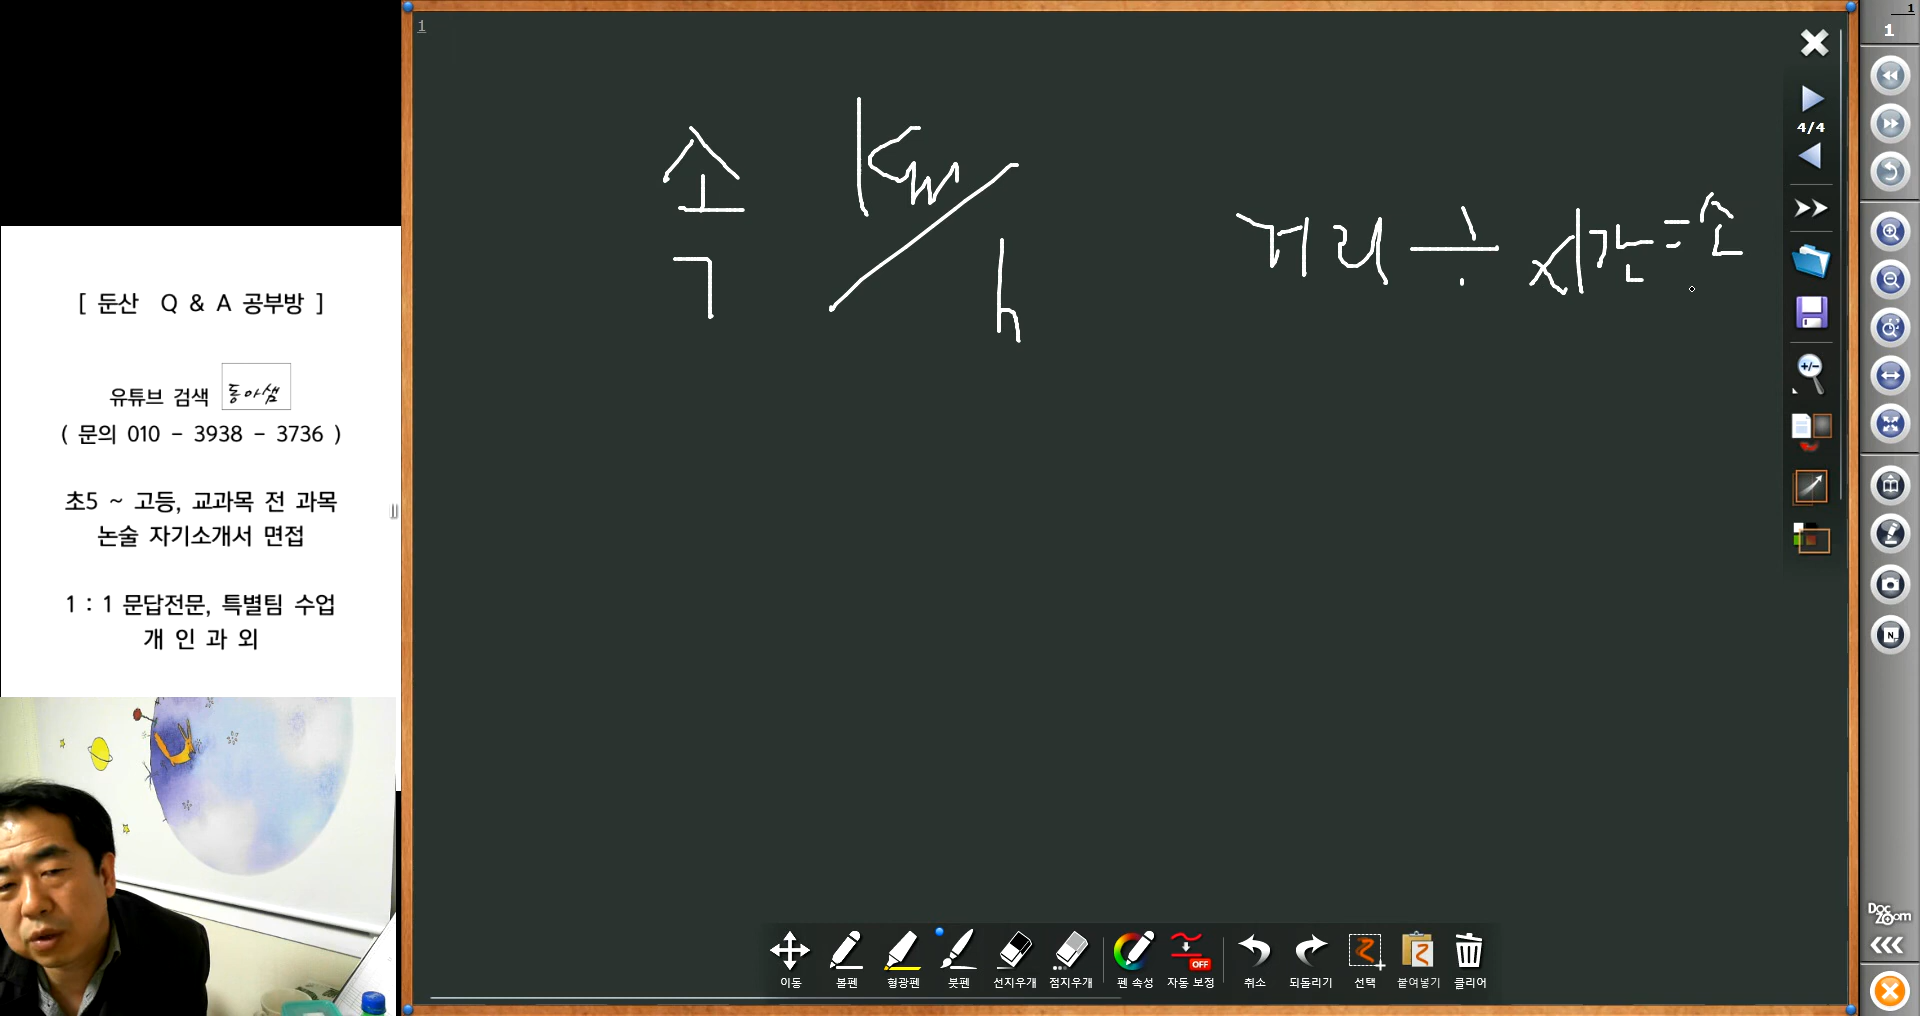 [ 둔산 Q & A 공부방 ]
유튜브 검색 동아샘
( 문의 010 - 3938 - 3736 )
초5 ~ 고등, 교과목 전 과목
논술 자기소개서 면접
1 : 1 문답전문, 특별팀 수업
개 인 과 외
1
속 Km/h
거리 ÷ 시간 = 소
4/4
1
1
Doc Zoom
이동 볼펜 형광펜 붓펜 선지우개 점지우개 펜 속성 OFF 자동 보정 취소 되돌리기 선택 붙여넣기 클리어